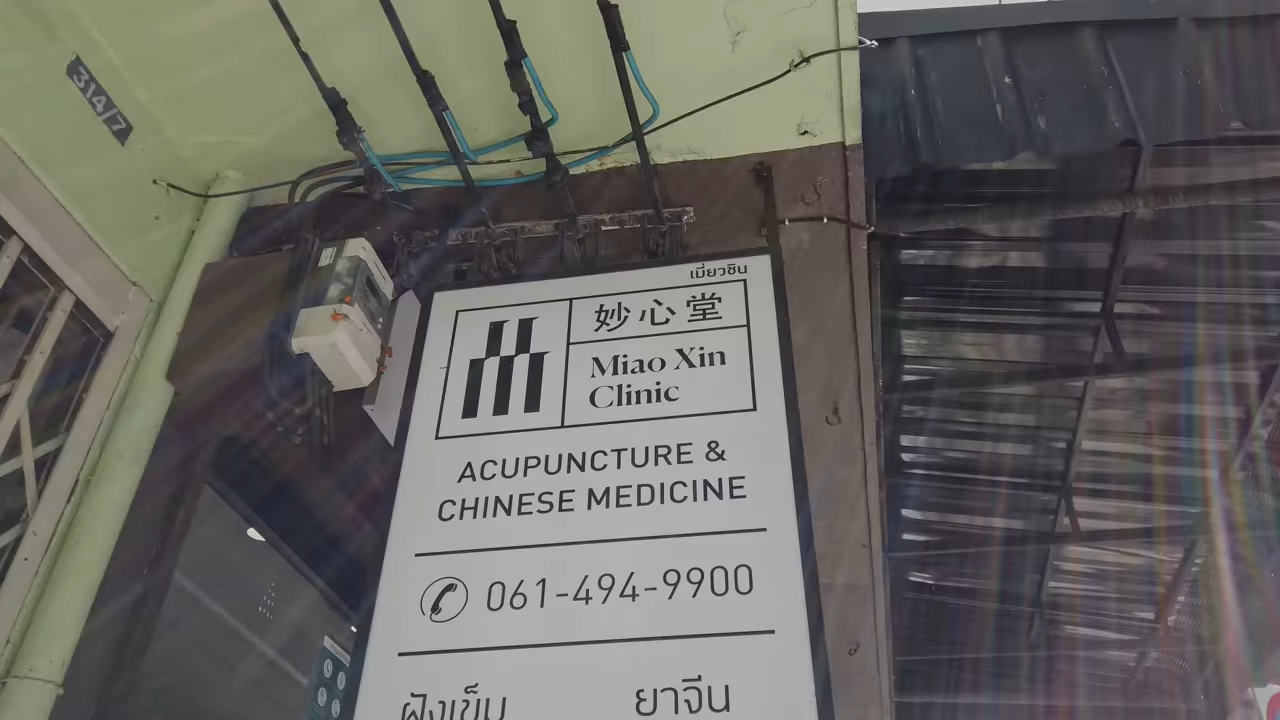 314/7
เมี่ยวซิน
妙心堂
Miao Xin
Clinic
ACUPUNCTURE &
CHINESE MEDICINE
061-494-9900
ฝังเข็ม ยาจีน